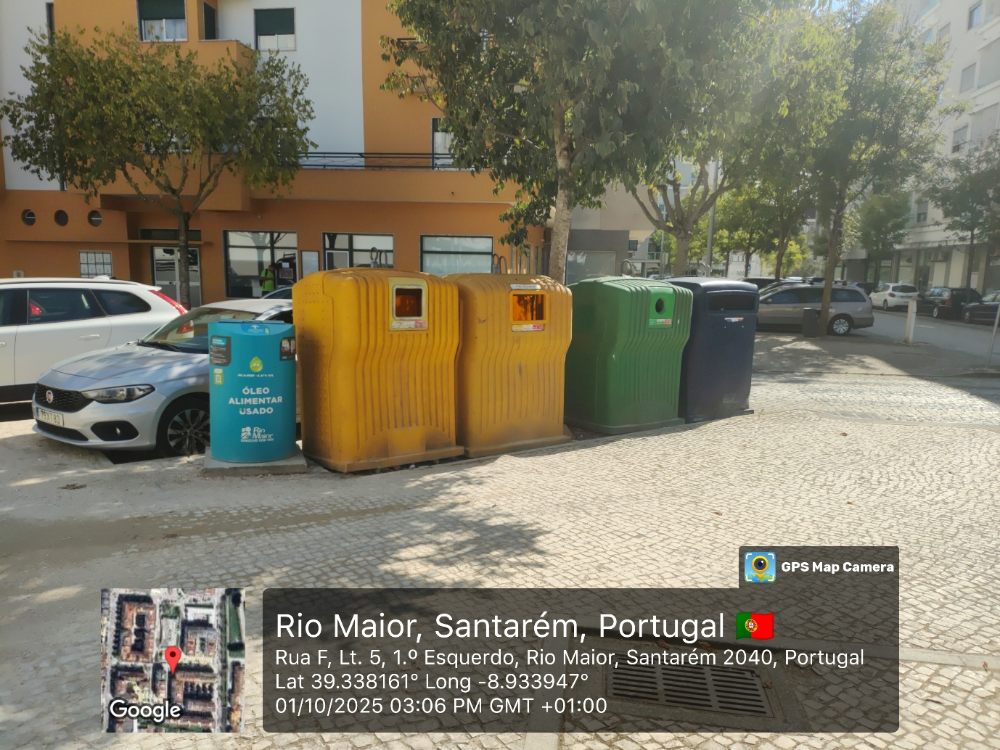 ÓLEO
ALIMENTAR
USADO
Rio
Maior
GPS Map Camera
Rio Maior, Santarém, Portugal
Rua F, Lt. 5, 1.º Esquerdo, Rio Maior, Santarém 2040, Portugal
Lat 39.338161° Long -8.933947°
01/10/2025 03:06 PM GMT +01:00
Google